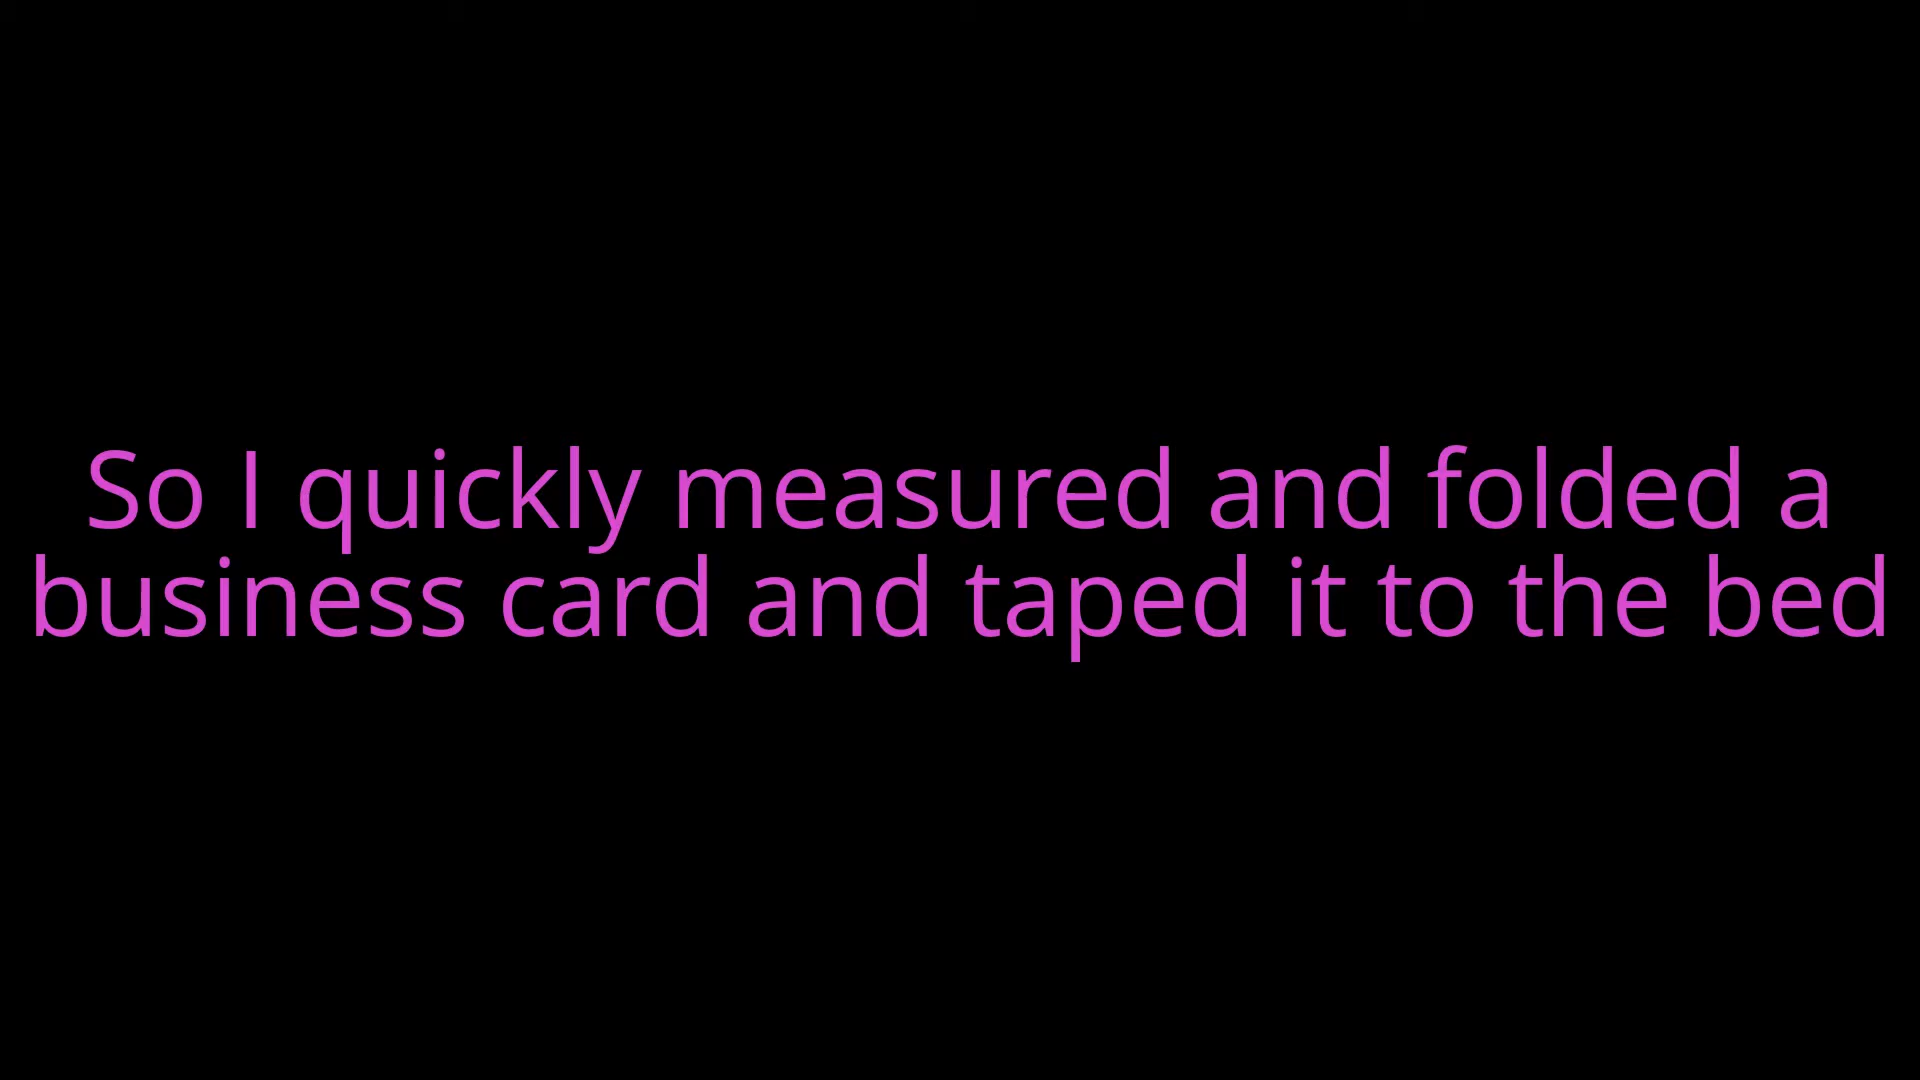 So I quickly measured and folded a
business card and taped it to the bed